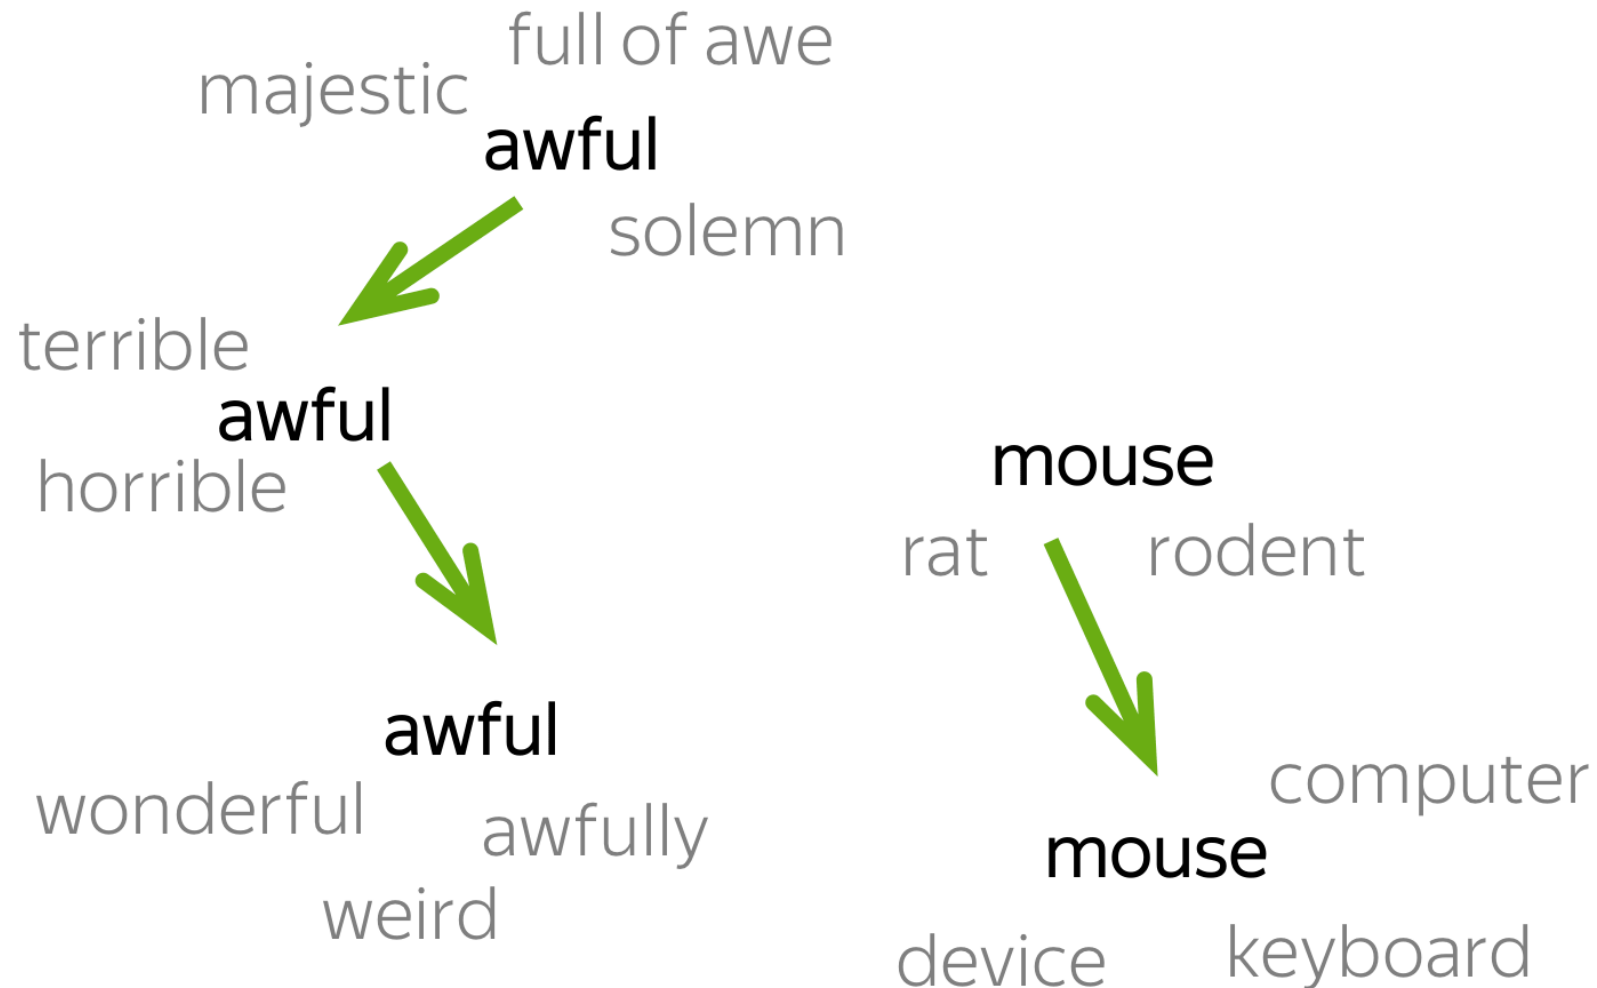 full of awe
majestic
awful
solemn
terrible
awful
horrible
awful
wonderful
awfully
weird
mouse
rat
rodent
computer
mouse
device
keyboard